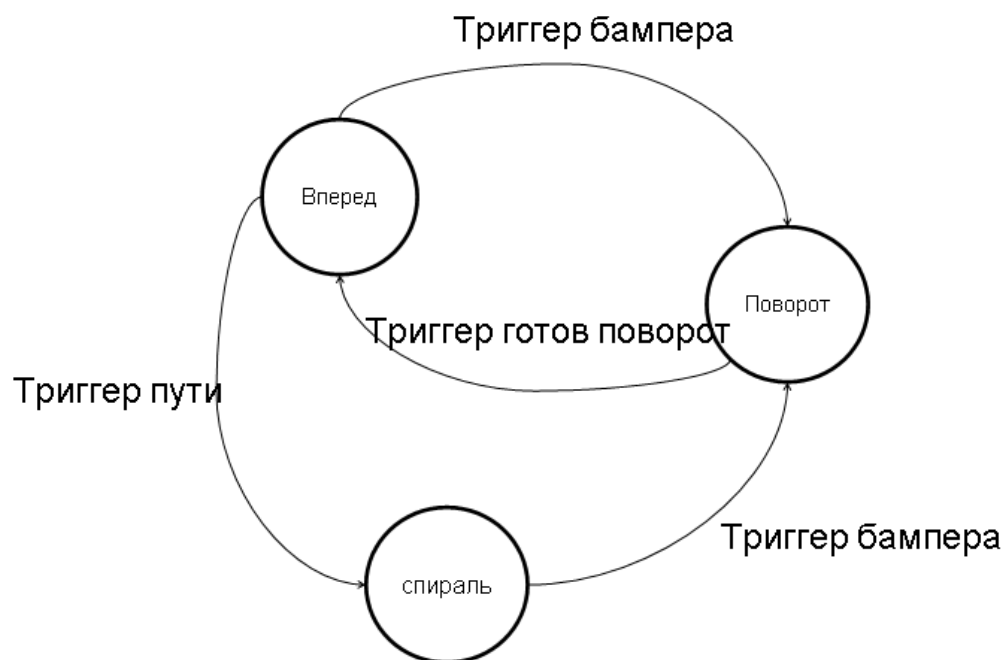 Триггер бампера
Вперед
Поворот
Триггер готов поворот
Триггер пути
Триггер бампера
спираль